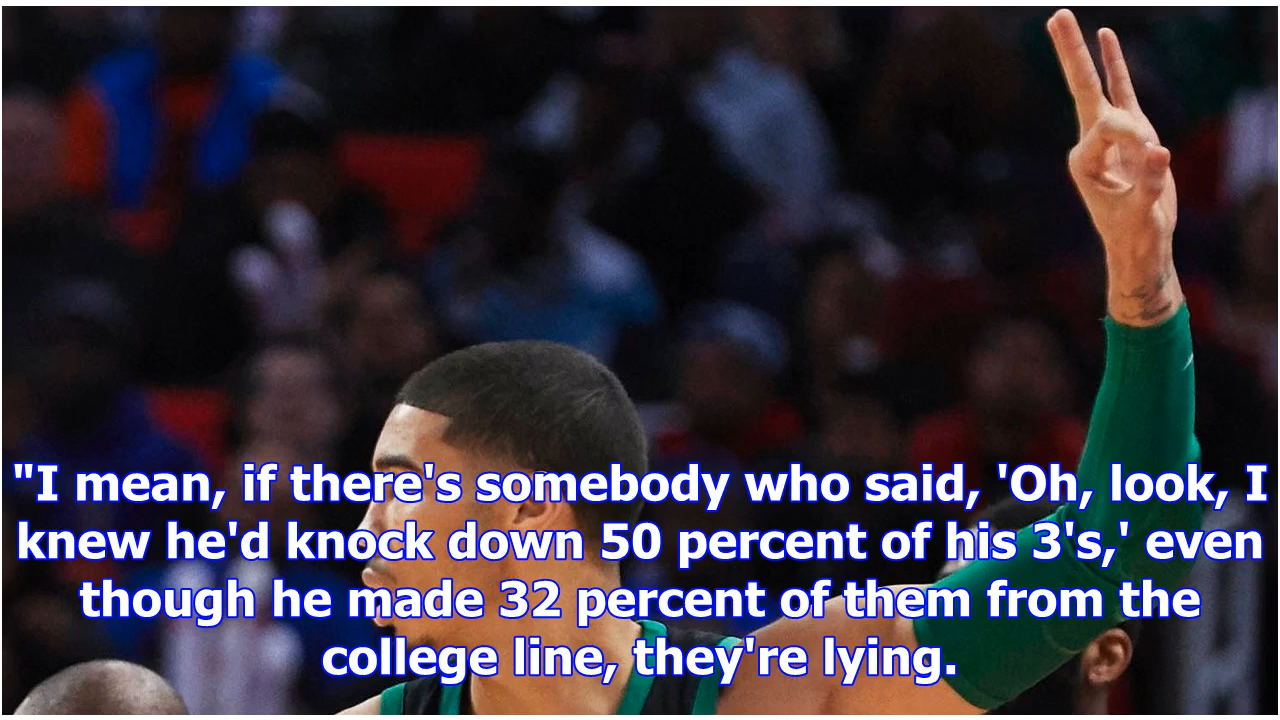 "I mean, if there's somebody who said, 'Oh, look, I
knew he'd knock down 50 percent of his 3's,' even
though he made 32 percent of them from the
college line, they're lying.